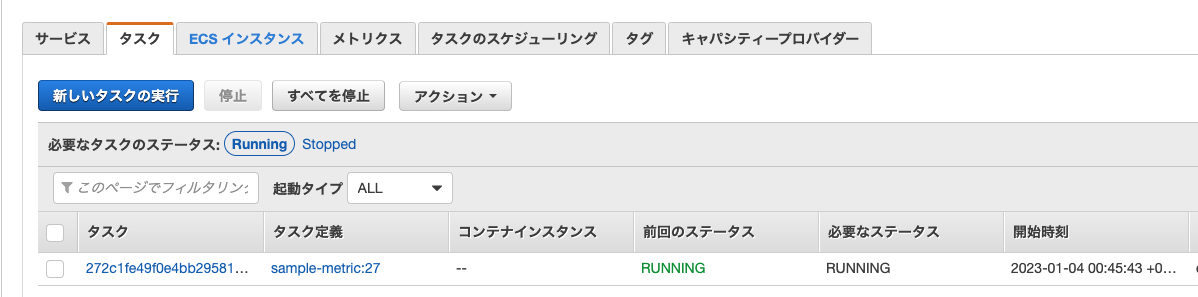 サービス タスク ECS インスタンス メトリクス タスクのスケジューリング タグ キャパシティープロバイダー
新しいタスクの実行 停止 すべてを停止 アクション
必要なタスクのステータス: Running Stopped
このページでフィルタリング 起動タイプ ALL
タスク タスク定義 コンテナインスタンス 前回のステータス 必要なステータス 開始時刻
272c1fe49f0e4bb29581... sample-metric:27 -- RUNNING RUNNING 2023-01-04 00:45:43 +0...